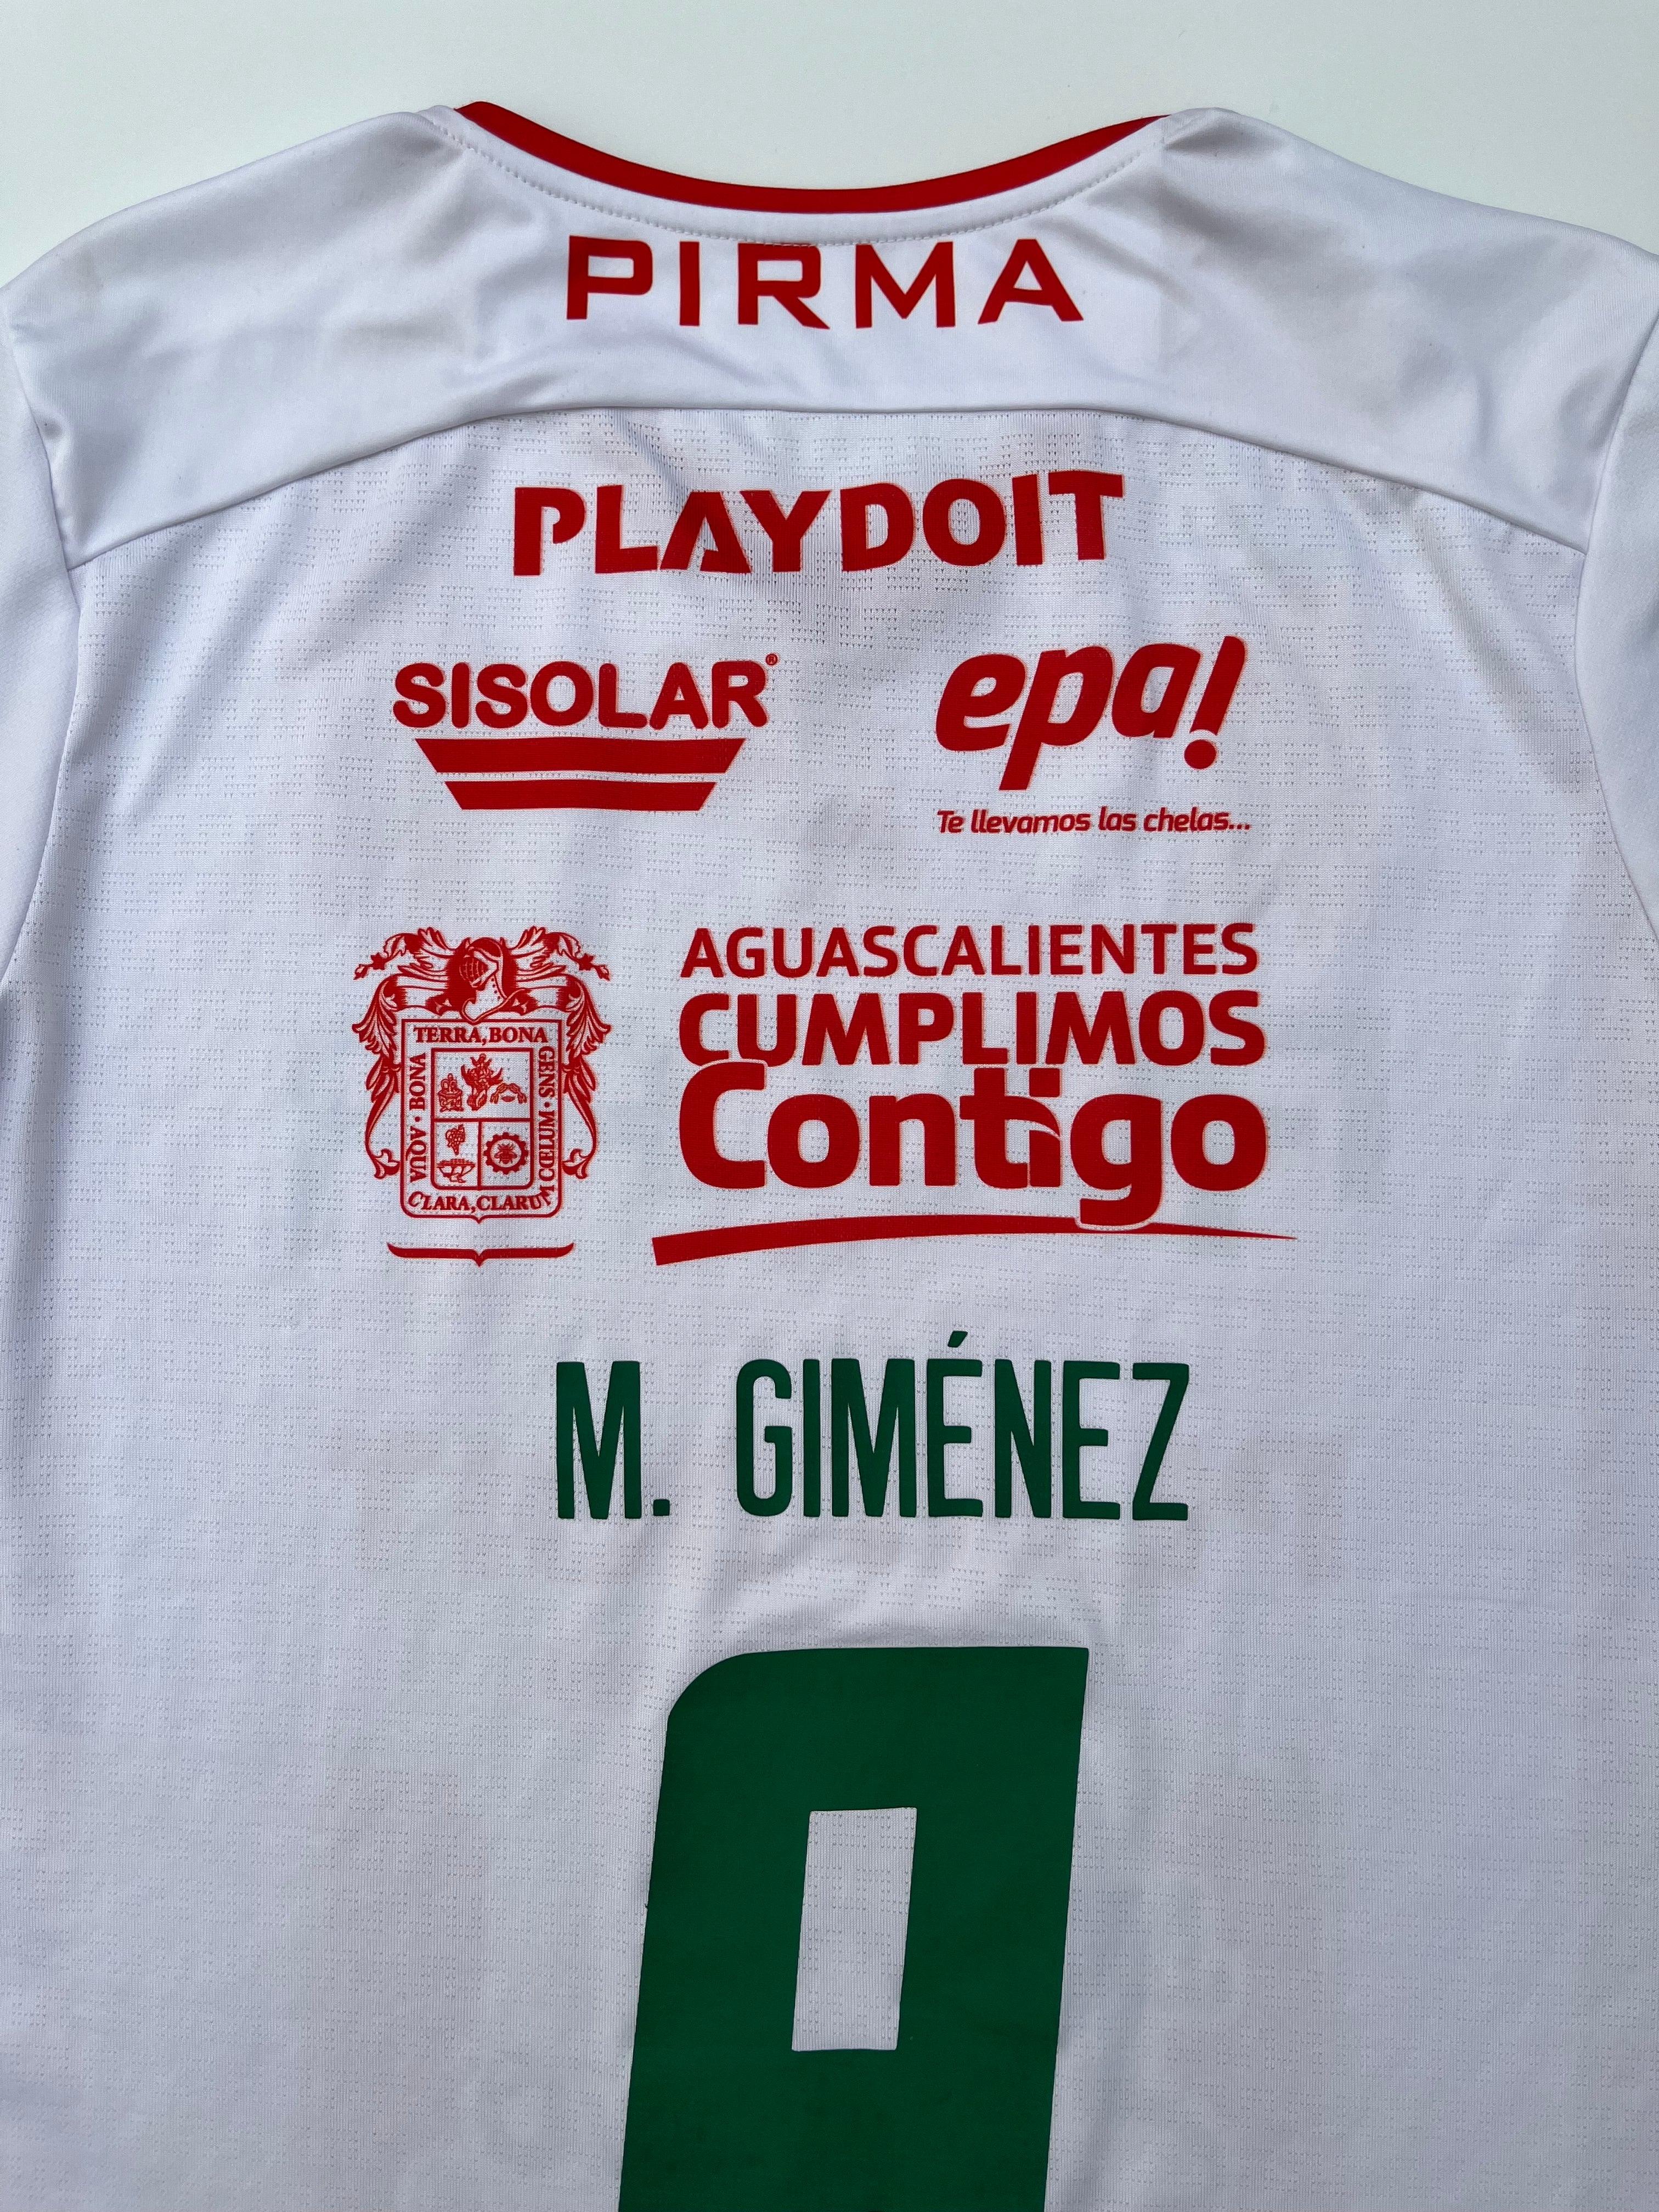 PIRMA
PLAYDOIT
SISOLAR®
epa!
Te llevamos las chelas...
TERRA, BONA
GENS · CŒLUM
BONA · AQUA
CLARA, CLARUM
AGUASCALIENTES
CUMPLIMOS
Contigo
M. GIMÉNEZ